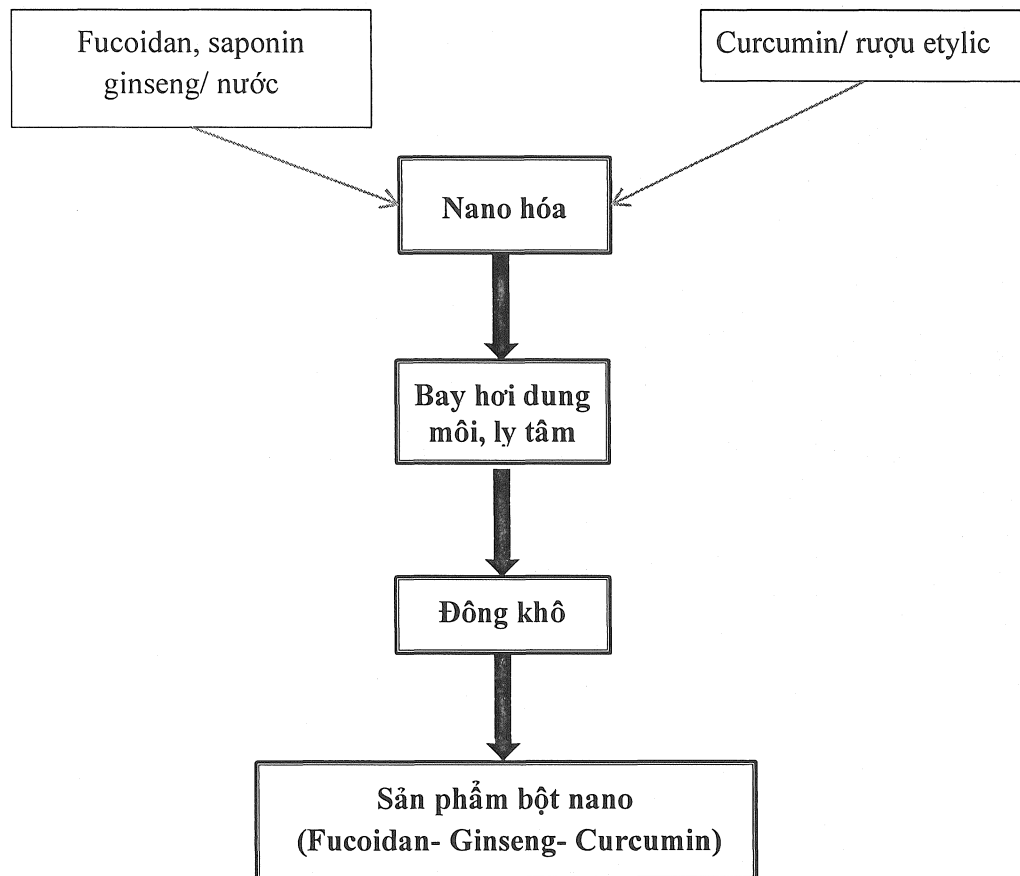 Fucoidan, saponin
ginseng/ nước
Curcumin/ rượu etylic
Nano hóa
Bay hơi dung
môi, ly tâm
Đông khô
Sản phẩm bột nano
(Fucoidan- Ginseng- Curcumin)